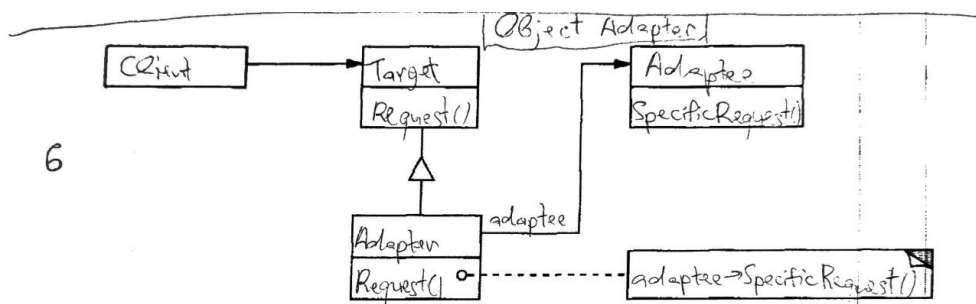 Object Adapter
Client
Target
Request()
Adaptee
SpecificRequest()
6
adaptee
Adapter
Request()
adaptee→SpecificRequest()